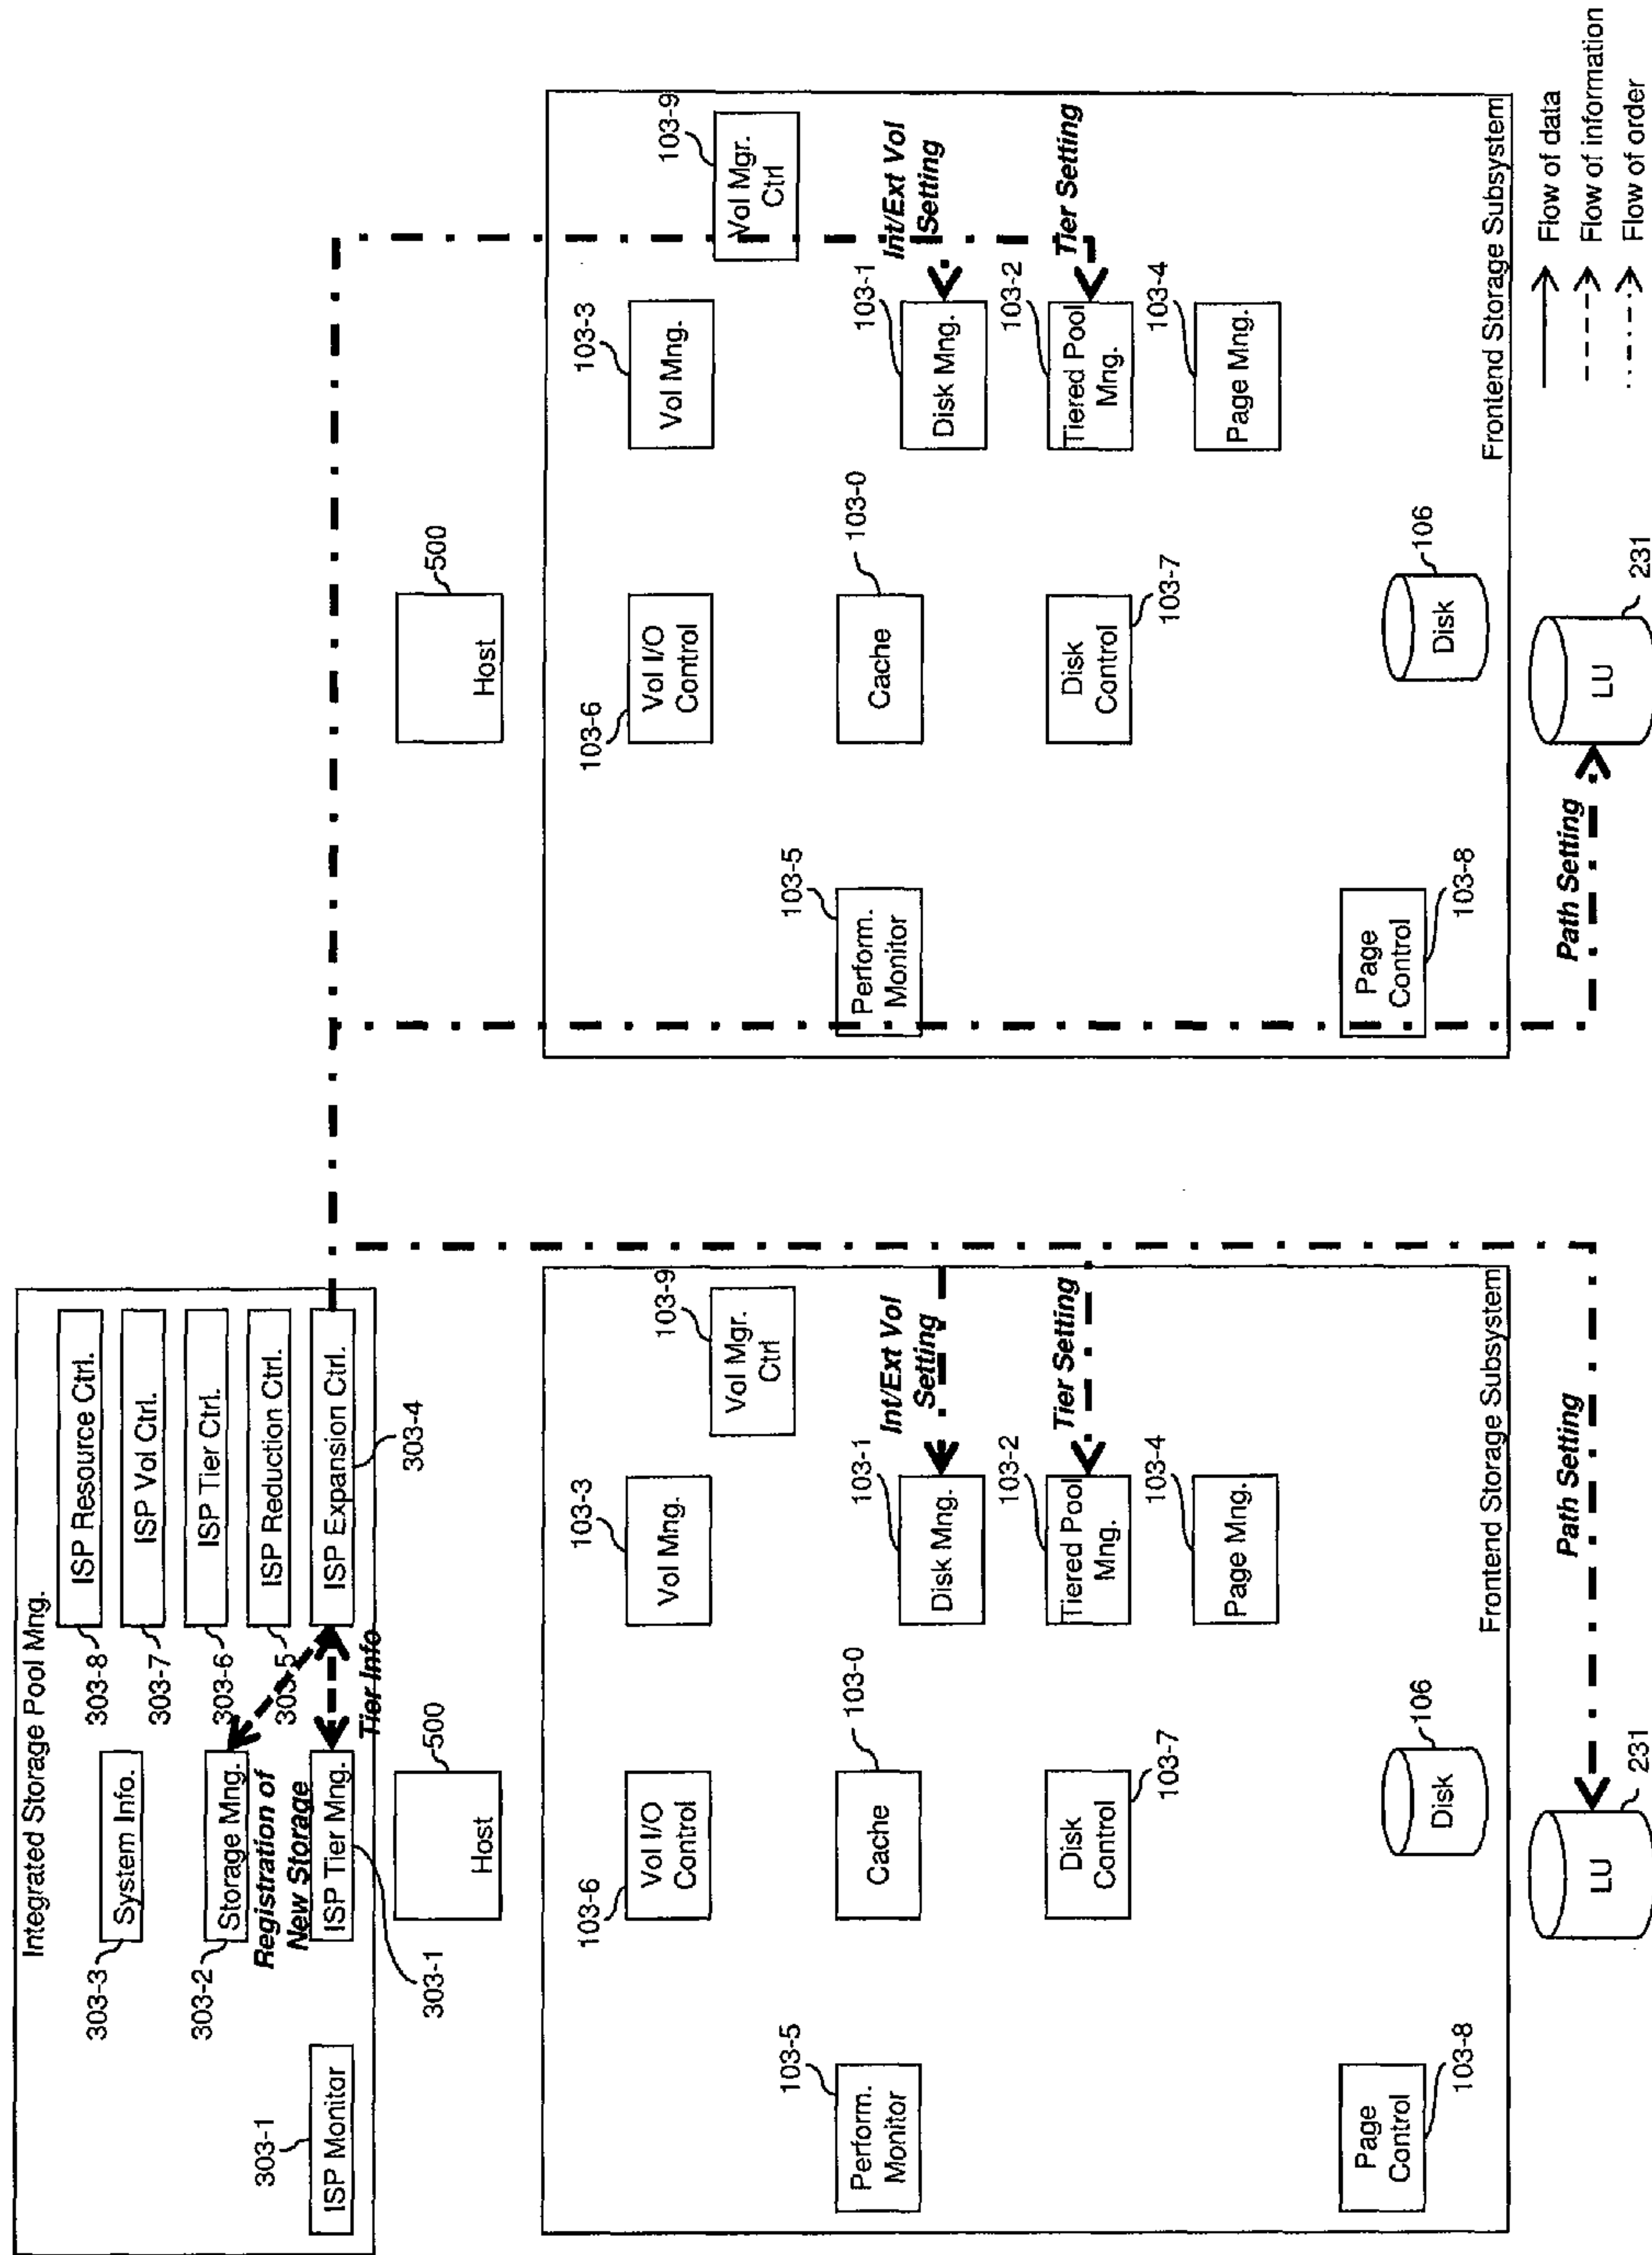 Integrated Storage Pool Mng.
303-1
ISP Monitor
303-3
System Info.
303-2
Storage Mng.
Registration of
New Storage
ISP Tier Mng.
303-1
Tier Info
303-8
ISP Resource Ctrl.
303-7
ISP Vol Ctrl.
303-6
ISP Tier Ctrl.
303-5
ISP Reduction Ctrl.
ISP Expansion Ctrl.
303-4
Host
500
103-6
Vol I/O
Control
103-3
Vol Mng.
103-9
Vol Mgr.
Ctrl
103-5
Perform.
Monitor
Cache
103-0
103-1
Disk Mng.
Int/Ext Vol
Setting
Disk
Control
103-7
103-2
Tiered Pool
Mng.
Tier Setting
103-4
Page Mng.
Page
Control
103-8
Disk
106
Frontend Storage Subsystem
LU
231
Path Setting
Host
500
103-6
Vol I/O
Control
103-3
Vol Mng.
103-9
Vol Mgr.
Ctrl
103-5
Perform.
Monitor
Cache
103-0
103-1
Disk Mng.
Int/Ext Vol
Setting
Disk
Control
103-7
103-2
Tiered Pool
Mng.
Tier Setting
103-4
Page Mng.
Page
Control
103-8
Disk
106
Frontend Storage Subsystem
Path Setting
LU
231
Flow of data
Flow of information
Flow of order